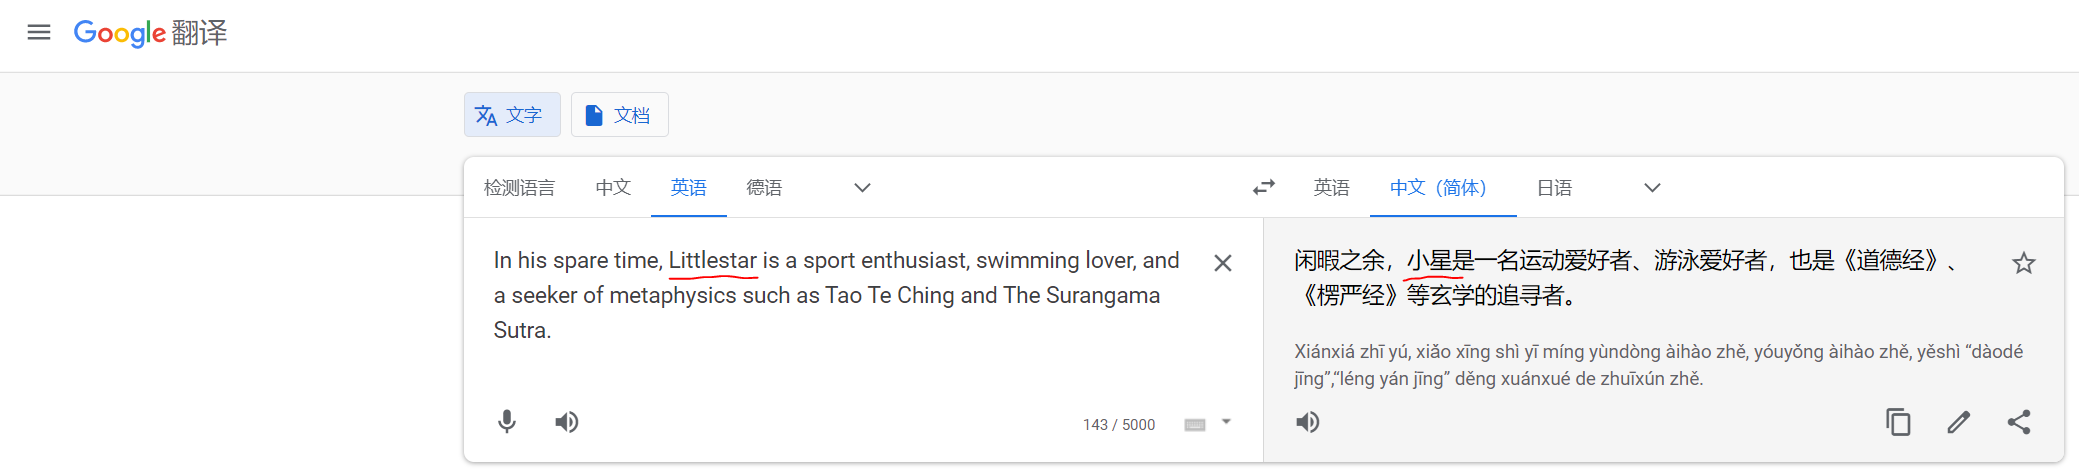 Google 翻译
文字 文档
检测语言 中文 英语 德语 英语 中文（简体） 日语
In his spare time, Littlestar is a sport enthusiast, swimming lover, and
a seeker of metaphysics such as Tao Te Ching and The Surangama
Sutra.
143 / 5000
闲暇之余，小星是一名运动爱好者、游泳爱好者，也是《道德经》、
《楞严经》等玄学的追寻者。
Xiánxiá zhī yú, xiǎo xīng shì yī míng yùndòng àihào zhě, yóuyǒng àihào zhě, yěshì “dàodé
jīng”,“léng yán jīng” děng xuánxué de zhuīxún zhě.